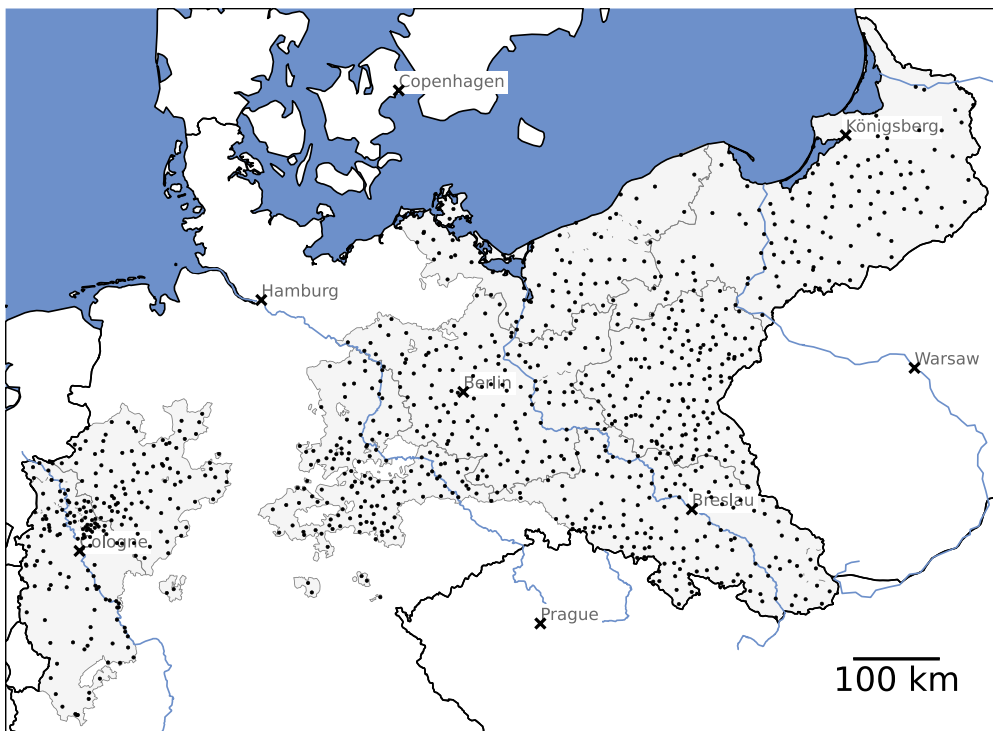 Copenhagen
Königsberg
Hamburg
Warsaw
Berlin
Breslau
Cologne
Prague
100 km